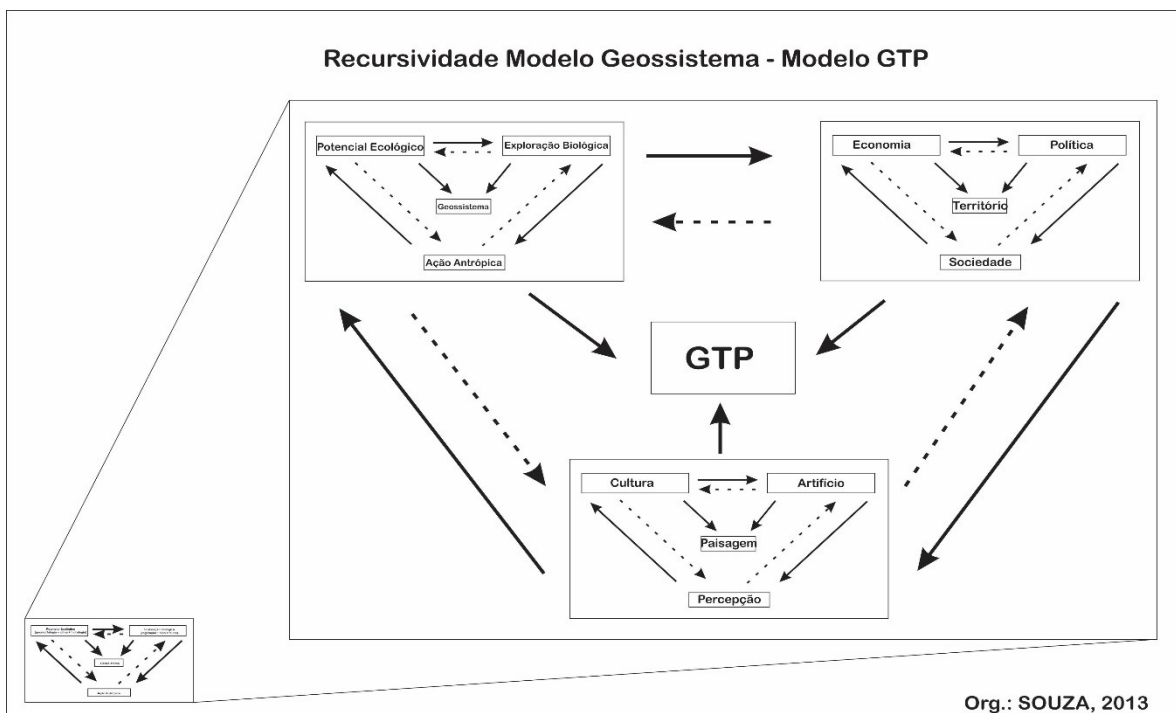 Recursividade Modelo Geossistema - Modelo GTP
Potencial Ecológico
Exploração Biológica
Geossistema
Ação Antrópica
Economia
Política
Território
Sociedade
GTP
Cultura
Artifício
Paisagem
Percepção
Org.: SOUZA, 2013